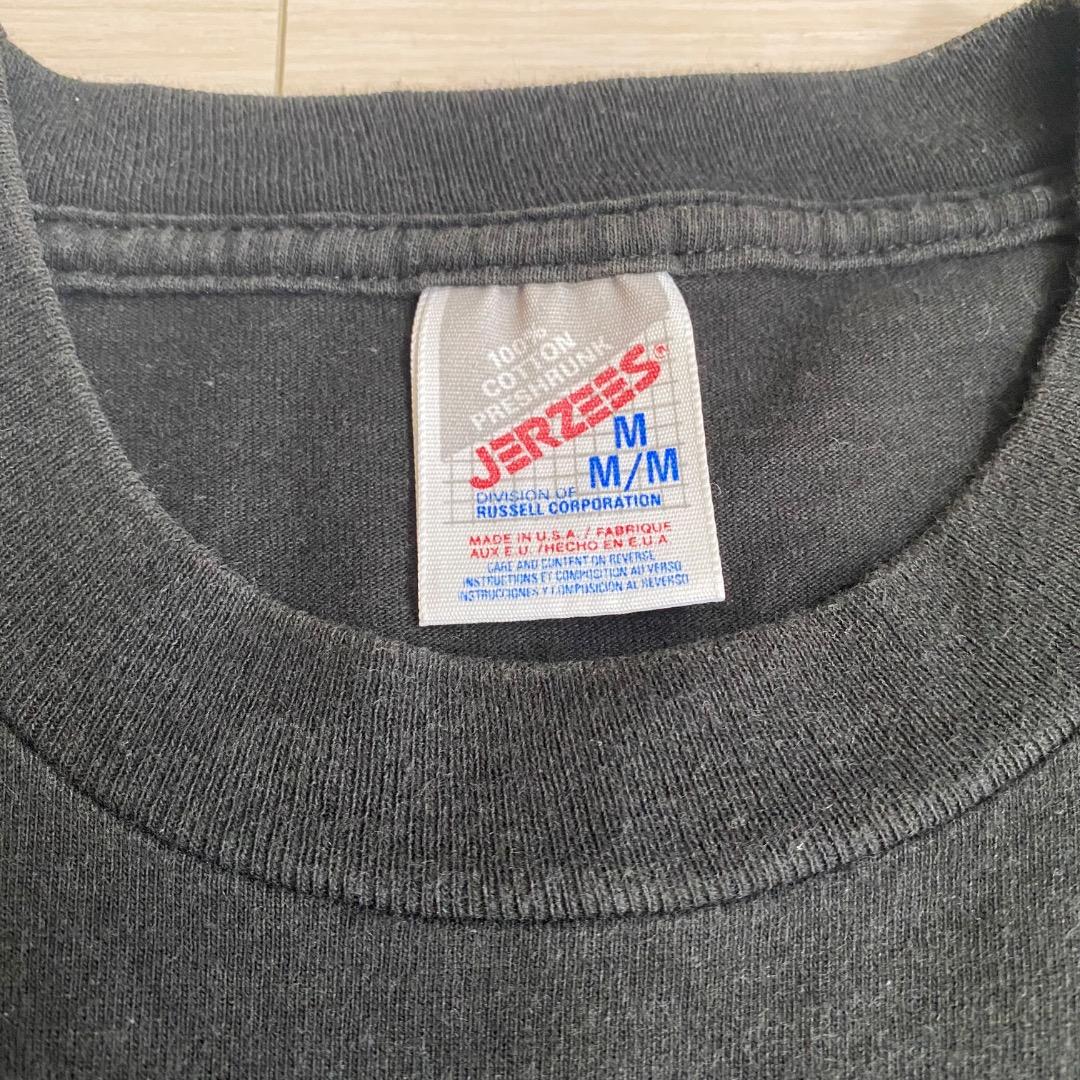 100%
COTTON
PRESHRUNK
JERZEES®
M
M/M
DIVISION OF
RUSSELL CORPORATION
MADE IN U.S.A. / FABRIQUE
AUX E.U. /HECHO EN E.U.A.
CARE AND CONTENT ON REVERSE
INSTRUCTIONS ET COMPOSITION AU VERSO
INSTRUCCIONES Y COMPOSICION AL REVERSO